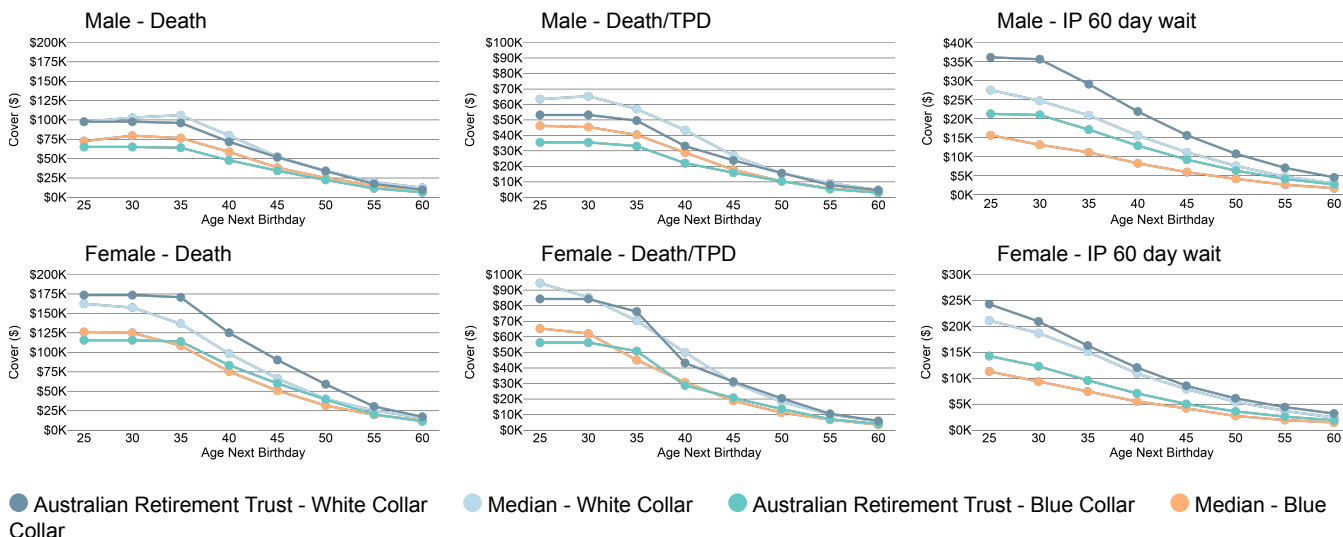 Male - Death
$200K
$175K
$150K
$125K
$100K
$75K
$50K
$25K
$0K
Cover ($)
25 30 35 40 45 50 55 60
Age Next Birthday
Male - Death/TPD
$100K
$90K
$80K
$70K
$60K
$50K
$40K
$30K
$20K
$10K
$0K
Cover ($)
25 30 35 40 45 50 55 60
Age Next Birthday
Male - IP 60 day wait
$40K
$35K
$30K
$25K
$20K
$15K
$10K
$5K
$0K
Cover ($)
25 30 35 40 45 50 55 60
Age Next Birthday
Female - Death
$200K
$175K
$150K
$125K
$100K
$75K
$50K
$25K
$0K
Cover ($)
25 30 35 40 45 50 55 60
Age Next Birthday
Female - Death/TPD
$100K
$90K
$80K
$70K
$60K
$50K
$40K
$30K
$20K
$10K
$0K
Cover ($)
25 30 35 40 45 50 55 60
Age Next Birthday
Female - IP 60 day wait
$30K
$25K
$20K
$15K
$10K
$5K
$0K
Cover ($)
25 30 35 40 45 50 55 60
Age Next Birthday
Australian Retirement Trust - White Collar Median - White Collar Australian Retirement Trust - Blue Collar Median - Blue
Collar